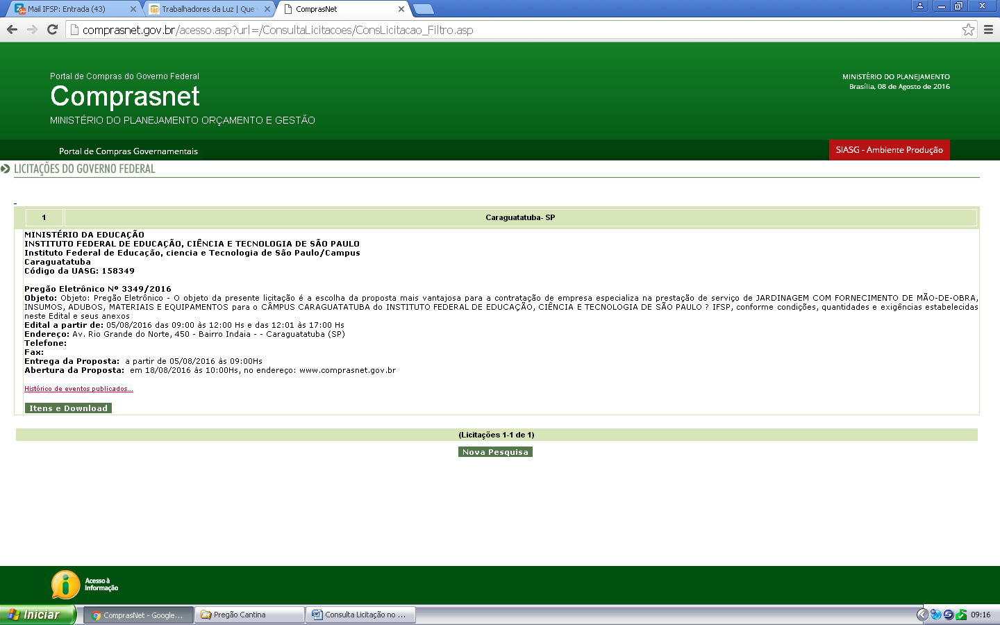 Mail IFSP: Entrada (43)
Trabalhadores da Luz | Que
ComprasNet
comprasnet.gov.br/acesso.asp?url=/ConsultaLicitacoes/ConsLicitacao_Filtro.asp
Portal de Compras do Governo Federal
Comprasnet
MINISTÉRIO DO PLANEJAMENTO ORÇAMENTO E GESTÃO
MINISTÉRIO DO PLANEJAMENTO
Brasília, 08 de Agosto de 2016
Portal de Compras Governamentais
SIASG - Ambiente Produção
LICITAÇÕES DO GOVERNO FEDERAL
1
Caraguatatuba- SP
MINISTÉRIO DA EDUCAÇÃO
INSTITUTO FEDERAL DE EDUCAÇÃO, CIÊNCIA E TECNOLOGIA DE SÃO PAULO
Instituto Federal de Educação, ciencia e Tecnologia de São Paulo/Campus
Caraguatatuba
Código da UASG: 158349
Pregão Eletrônico Nº 3349/2016
Objeto: Objeto: Pregão Eletrônico - O objeto da presente licitação é a escolha da proposta mais vantajosa para a contratação de empresa especializa na prestação de serviço de JARDINAGEM COM FORNECIMENTO DE MÃO-DE-OBRA,
INSUMOS, ADUBOS, MATERIAIS E EQUIPAMENTOS para o CÂMPUS CARAGUATATUBA do INSTITUTO FEDERAL DE EDUCAÇÃO, CIÊNCIA E TECNOLOGIA DE SÃO PAULO ? IFSP, conforme condições, quantidades e exigências estabelecidas
neste Edital e seus anexos
Edital a partir de: 05/08/2016 das 09:00 às 12:00 Hs e das 12:01 às 17:00 Hs
Endereço: Av. Rio Grande do Norte, 450 - Bairro Indaia - - Caraguatatuba (SP)
Telefone:
Fax:
Entrega da Proposta: a partir de 05/08/2016 às 09:00Hs
Abertura da Proposta: em 18/08/2016 às 10:00Hs, no endereço: www.comprasnet.gov.br
Histórico de eventos publicados...
Itens e Download
(Licitações 1-1 de 1)
Nova Pesquisa
Acesso à
Informação
Iniciar
ComprasNet - Google...
Pregão Cantina
Consulta Licitação no ...
09:16